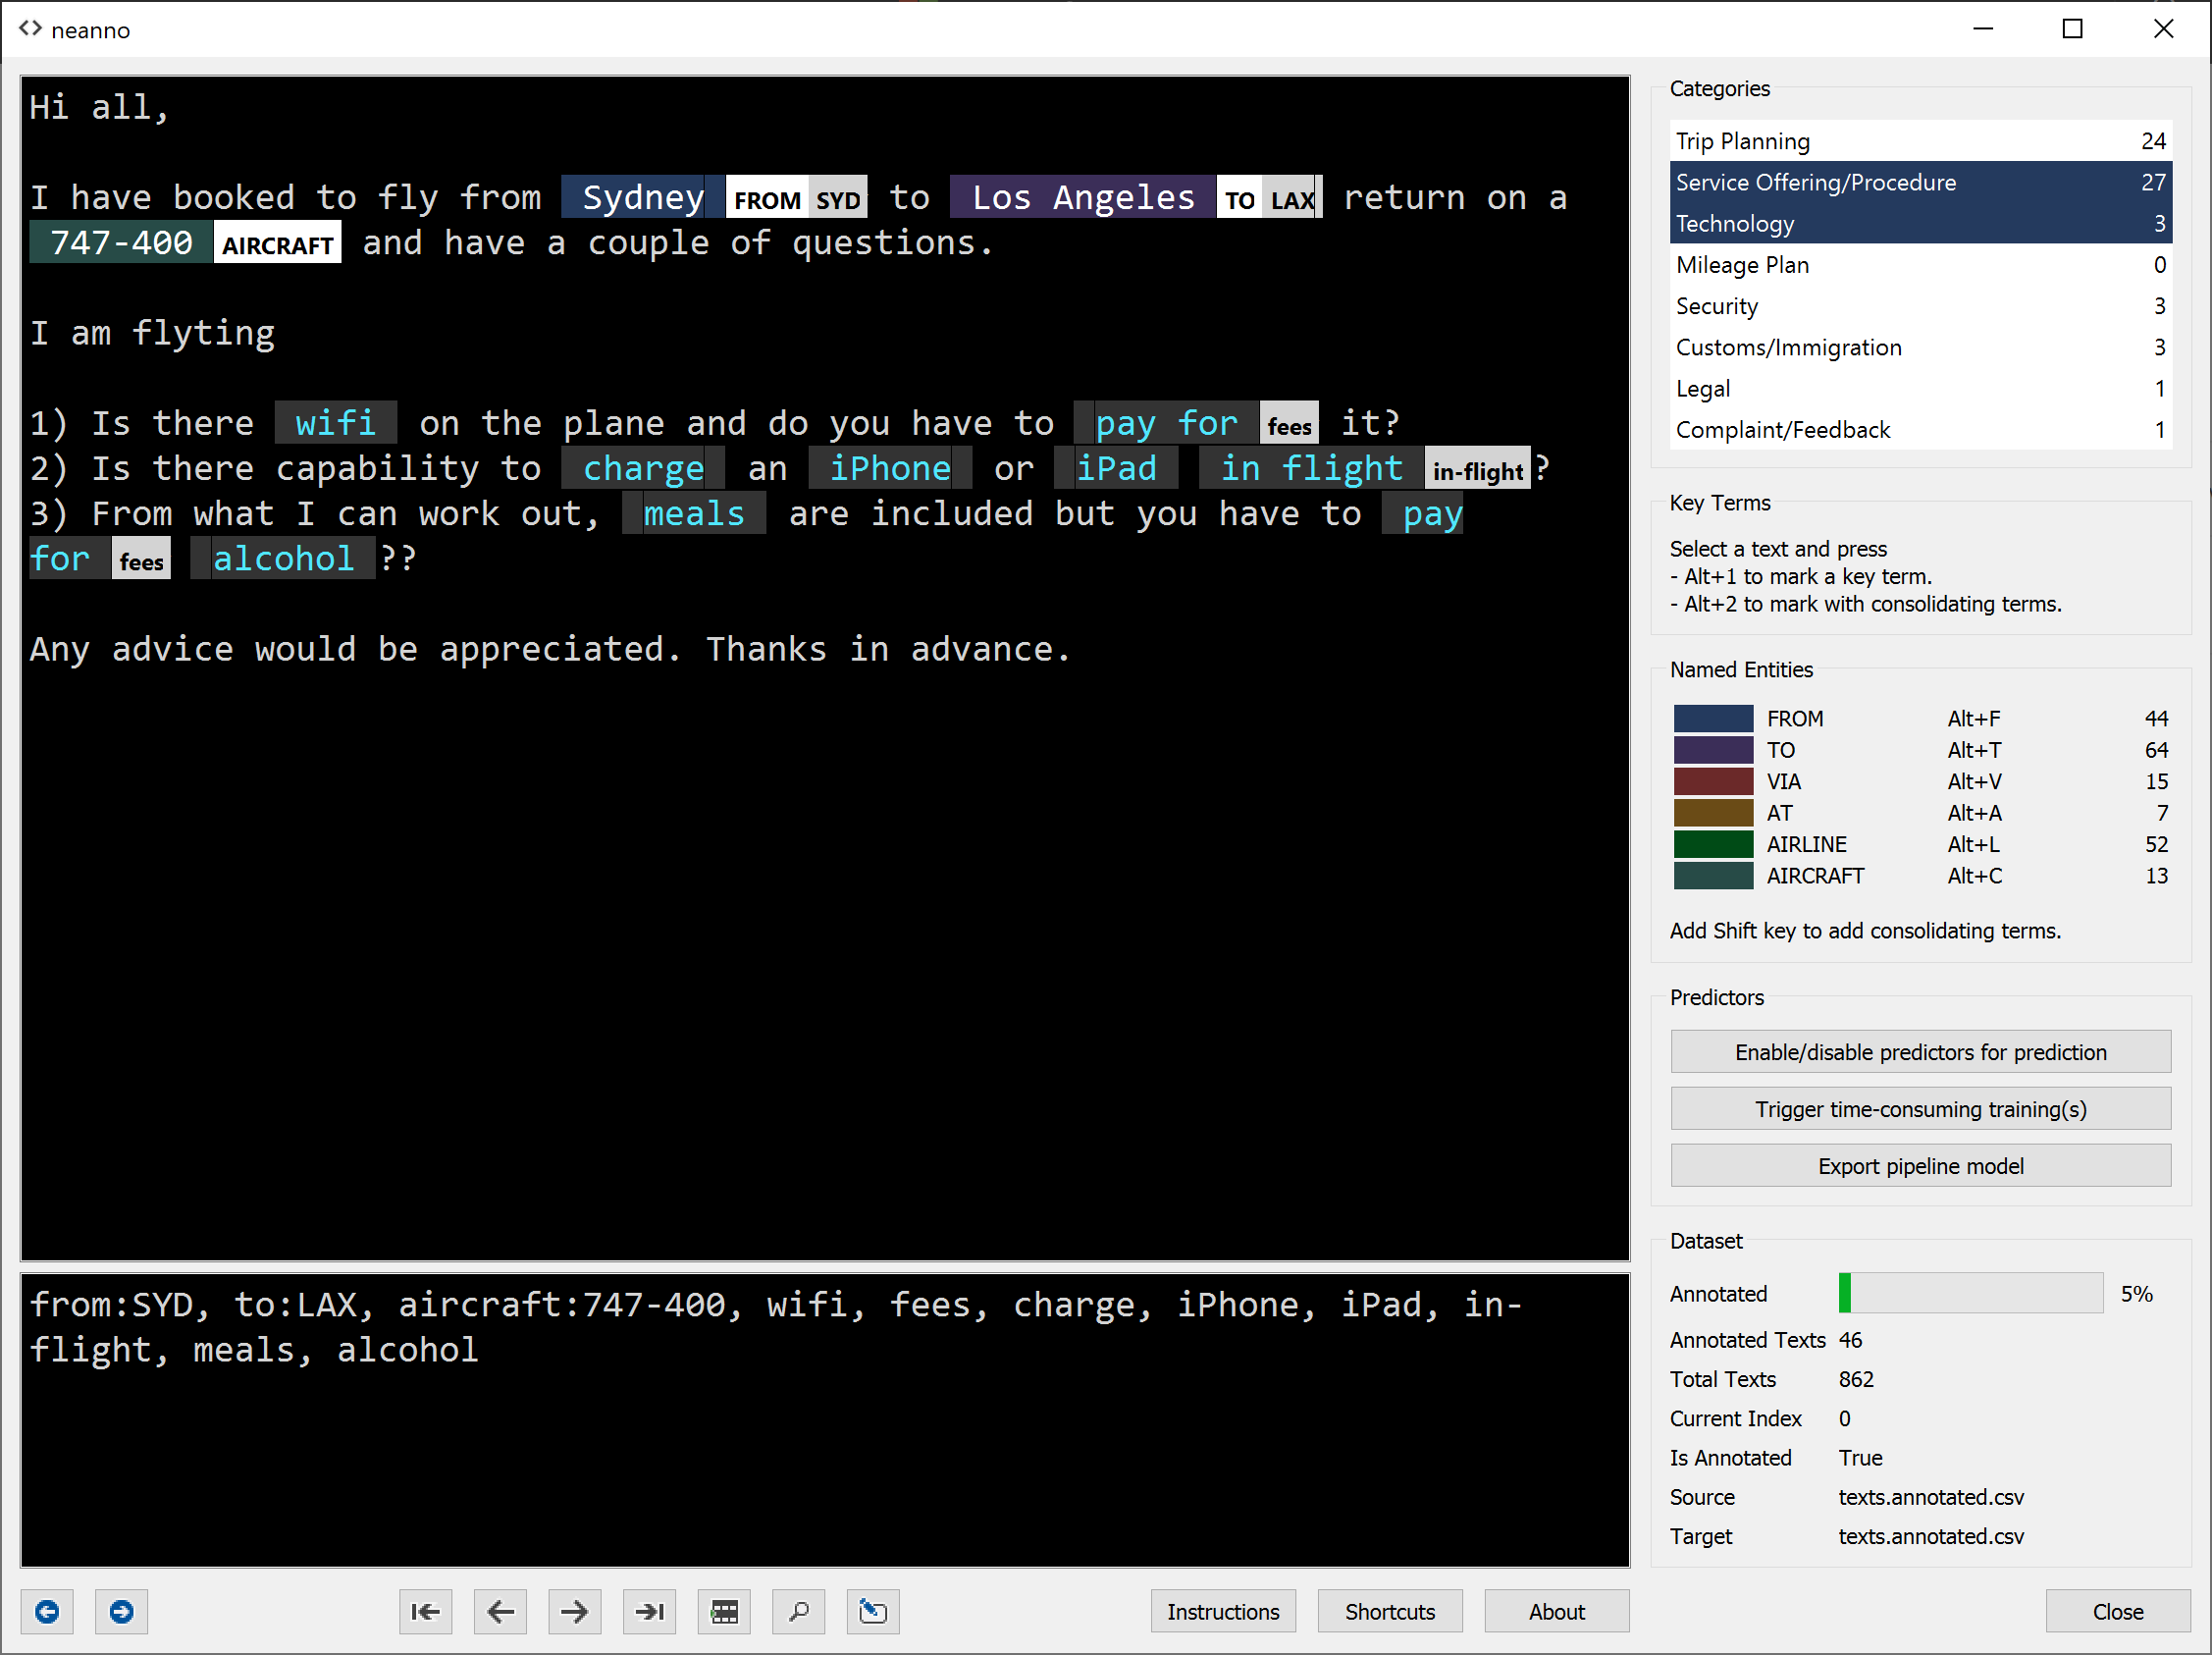 neanno
Hi all,
I have booked to fly from Sydney FROM SYD to Los Angeles TO LAX return on a
747-400 AIRCRAFT and have a couple of questions.
I am flyting
1) Is there wifi on the plane and do you have to pay for fees it?
2) Is there capability to charge an iPhone or iPad in flight in-flight?
3) From what I can work out, meals are included but you have to pay
for fees alcohol??
Any advice would be appreciated. Thanks in advance.
from:SYD, to:LAX, aircraft:747-400, wifi, fees, charge, iPhone, iPad, in-
flight, meals, alcohol
Categories
Trip Planning 24
Service Offering/Procedure 27
Technology 3
Mileage Plan 0
Security 3
Customs/Immigration 3
Legal 1
Complaint/Feedback 1
Key Terms
Select a text and press
- Alt+1 to mark a key term.
- Alt+2 to mark with consolidating terms.
Named Entities
FROM Alt+F 44
TO Alt+T 64
VIA Alt+V 15
AT Alt+A 7
AIRLINE Alt+L 52
AIRCRAFT Alt+C 13
Add Shift key to add consolidating terms.
Predictors
Enable/disable predictors for prediction
Trigger time-consuming training(s)
Export pipeline model
Dataset
Annotated 5%
Annotated Texts 46
Total Texts 862
Current Index 0
Is Annotated True
Source texts.annotated.csv
Target texts.annotated.csv
Instructions Shortcuts About Close